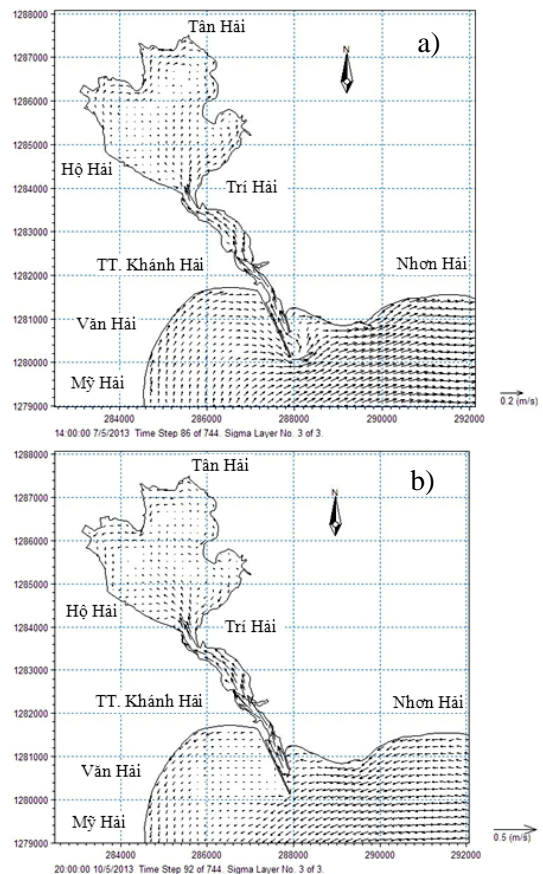 1288000
Tân Hải
a)
N
1287000
1286000
1285000
Hộ Hải
Trí Hải
1284000
1283000
TT. Khánh Hải
Nhơn Hải
1282000
Văn Hải
1281000
1280000
Mỹ Hải
1279000
284000 286000 288000 290000 292000
0.2 (m/s)
14:00:00 7/5/2013 Time Step 86 of 744. Sigma Layer No. 3 of 3.
1288000
Tân Hải
b)
N
1287000
1286000
1285000
Hộ Hải
Trí Hải
1284000
1283000
TT. Khánh Hải
Nhơn Hải
1282000
1281000
Văn Hải
1280000
Mỹ Hải
1279000
284000 286000 288000 290000 292000
0.5 (m/s)
20:00:00 10/5/2013 Time Step 92 of 744. Sigma Layer No. 3 of 3.